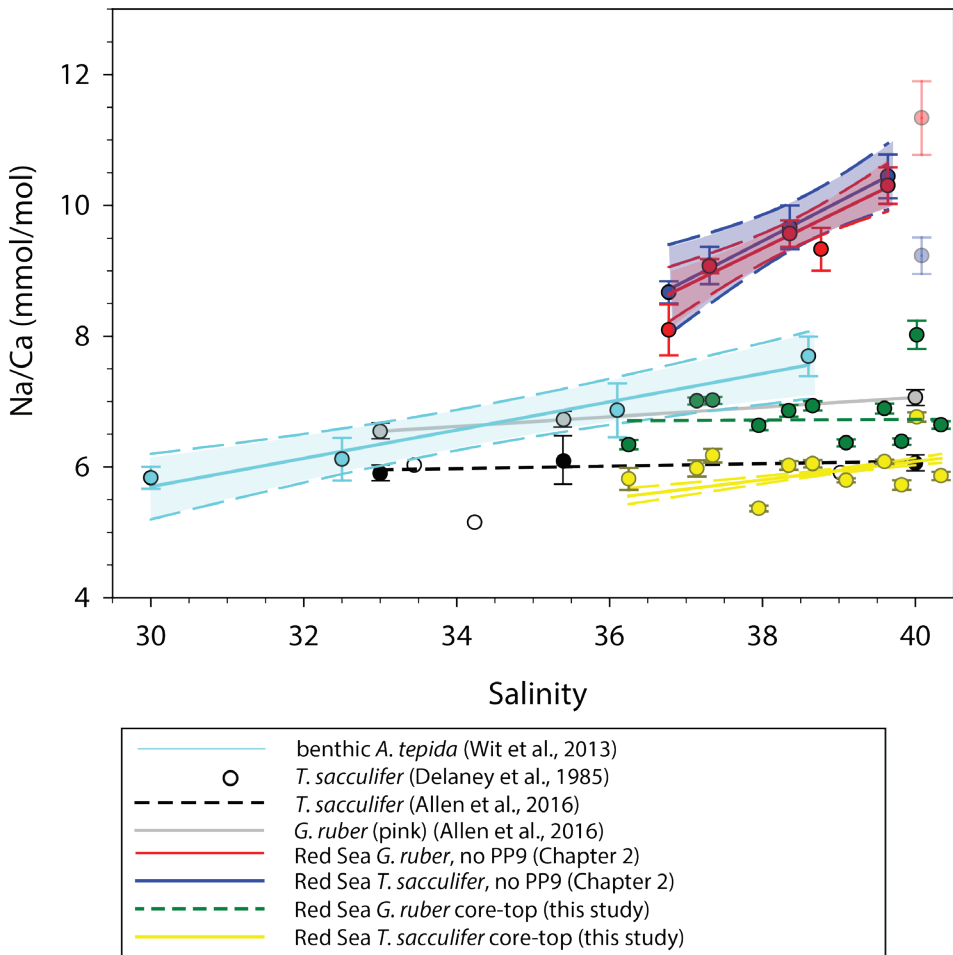 12
10
8
6
4
Na/Ca (mmol/mol)
30
32
34
36
38
40
Salinity
benthic A. tepida (Wit et al., 2013)
T. sacculifer (Delaney et al., 1985)
T. sacculifer (Allen et al., 2016)
G. ruber (pink) (Allen et al., 2016)
Red Sea G. ruber, no PP9 (Chapter 2)
Red Sea T. sacculifer, no PP9 (Chapter 2)
Red Sea G. ruber core-top (this study)
Red Sea T. sacculifer core-top (this study)